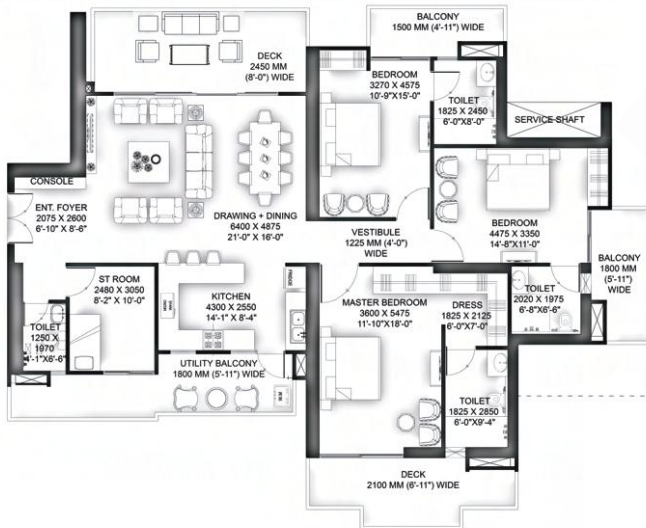 BALCONY
1500 MM (4'-11") WIDE
DECK
2450 MM
(8'-0") WIDE
BEDROOM
3270 X 4575
10'-9"X15'-0"
TOILET
1825 X 2450
6'-0"X8'-0"
SERVICE SHAFT
CONSOLE
ENT. FOYER
2075 X 2600
6'-10" X 8'-6"
DRAWING + DINING
6400 X 4875
21'-0" X 16'-0"
VESTIBULE
1225 MM (4'-0")
WIDE
BEDROOM
4475 X 3350
14'-8"X11'-0"
BALCONY
1800 MM
(5'-11")
WIDE
ST ROOM
2480 X 3050
8'-2" X 10'-0"
KITCHEN
4300 X 2550
14'-1" X 8'-4"
FRIDGE
MASTER BEDROOM
3600 X 5475
11'-10"X18'-0"
DRESS
1825 X 2125
6'-0"X7'-0"
TOILET
2020 X 1975
6'-8"X6'-6"
TOILET
1250 X
1970
4'-1"X6'-6"
UTILITY BALCONY
1800 MM (5'-11") WIDE
W.M.
TOILET
1825 X 2850
6'-0"X9'-4"
DECK
2100 MM (6'-11") WIDE